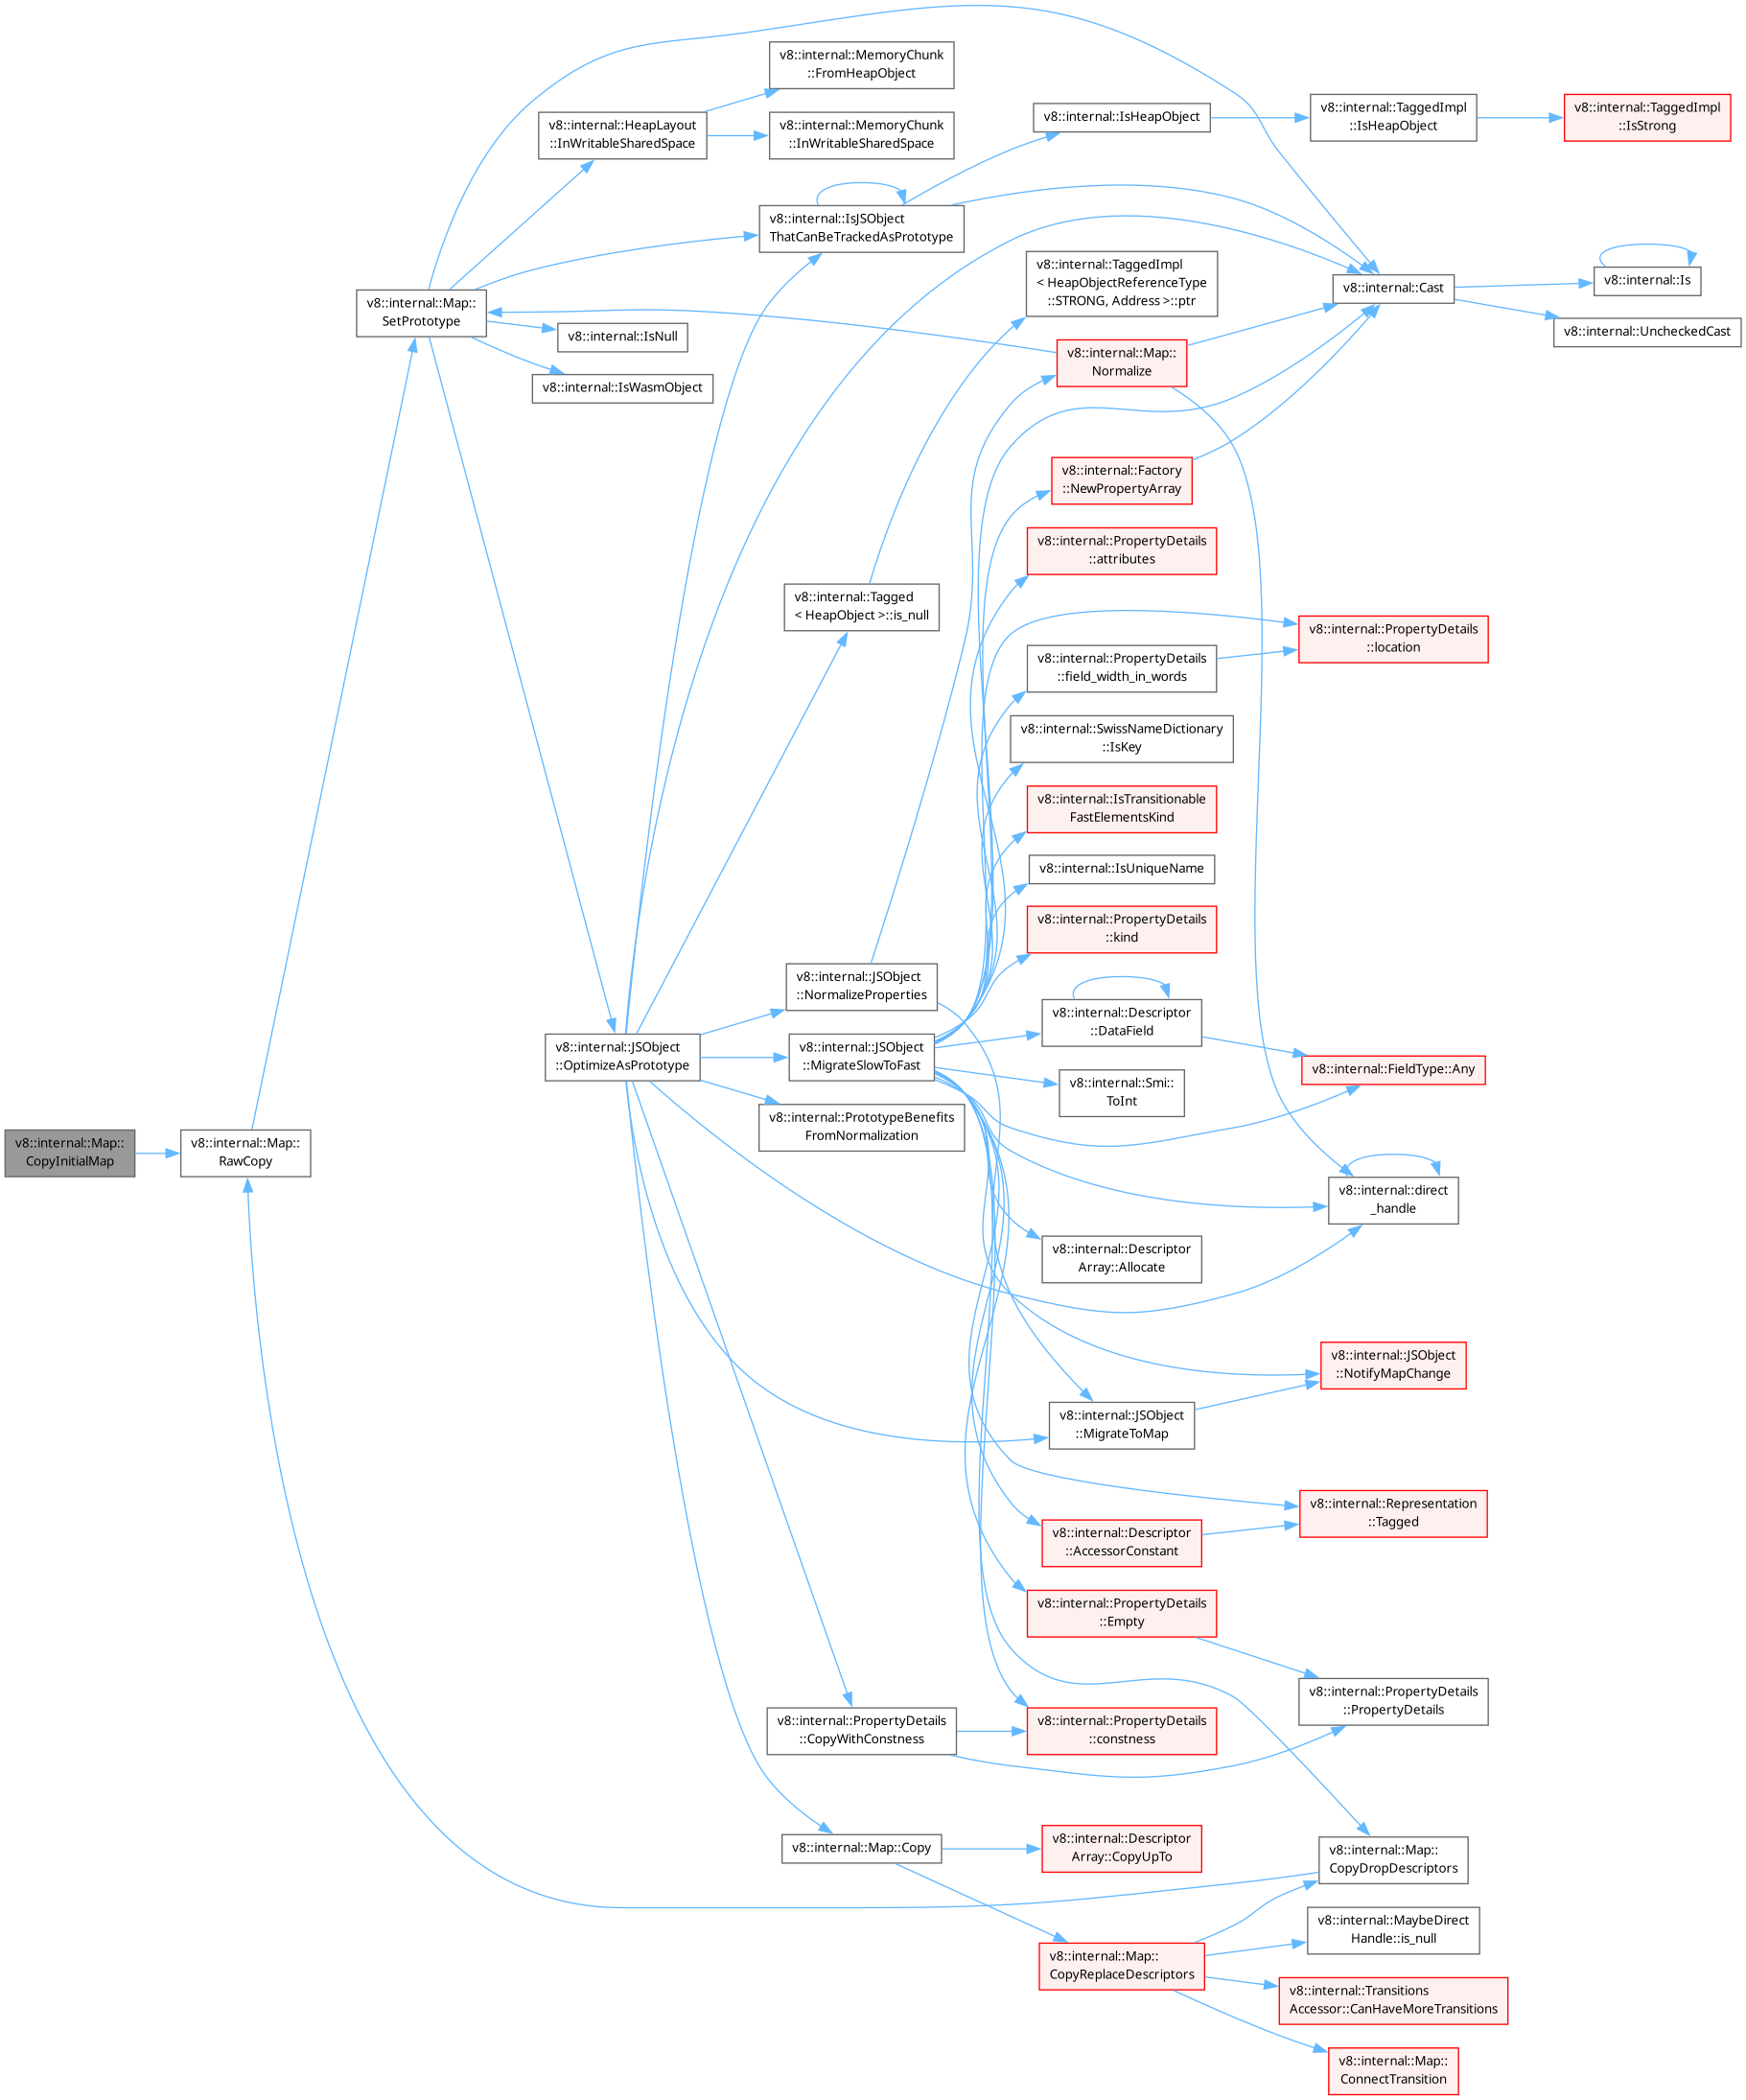 v8::internal::MemoryChunk
::FromHeapObject
v8::internal::HeapLayout
::InWritableSharedSpace
v8::internal::MemoryChunk
::InWritableSharedSpace
v8::internal::IsHeapObject
v8::internal::TaggedImpl
::IsHeapObject
v8::internal::TaggedImpl
::IsStrong
v8::internal::IsJSObject
ThatCanBeTrackedAsPrototype
v8::internal::TaggedImpl
< HeapObjectReferenceType
::STRONG, Address >::ptr
v8::internal::Cast
v8::internal::Is
v8::internal::UncheckedCast
v8::internal::Map::
SetPrototype
v8::internal::IsNull
v8::internal::IsWasmObject
v8::internal::Map::
Normalize
v8::internal::Factory
::NewPropertyArray
v8::internal::PropertyDetails
::attributes
v8::internal::Tagged
< HeapObject >::is_null
v8::internal::PropertyDetails
::location
v8::internal::PropertyDetails
::field_width_in_words
v8::internal::SwissNameDictionary
::IsKey
v8::internal::IsTransitionable
FastElementsKind
v8::internal::IsUniqueName
v8::internal::PropertyDetails
::kind
v8::internal::JSObject
::NormalizeProperties
v8::internal::Descriptor
::DataField
v8::internal::JSObject
::OptimizeAsPrototype
v8::internal::JSObject
::MigrateSlowToFast
v8::internal::FieldType::Any
v8::internal::Smi::
ToInt
v8::internal::PrototypeBenefits
FromNormalization
v8::internal::Map::
CopyInitialMap
v8::internal::Map::
RawCopy
v8::internal::direct
_handle
v8::internal::Descriptor
Array::Allocate
v8::internal::JSObject
::NotifyMapChange
v8::internal::JSObject
::MigrateToMap
v8::internal::Representation
::Tagged
v8::internal::Descriptor
::AccessorConstant
v8::internal::PropertyDetails
::Empty
v8::internal::PropertyDetails
::PropertyDetails
v8::internal::PropertyDetails
::CopyWithConstness
v8::internal::PropertyDetails
::constness
v8::internal::Map::Copy
v8::internal::Descriptor
Array::CopyUpTo
v8::internal::Map::
CopyDropDescriptors
v8::internal::MaybeDirect
Handle::is_null
v8::internal::Map::
CopyReplaceDescriptors
v8::internal::Transitions
Accessor::CanHaveMoreTransitions
v8::internal::Map::
ConnectTransition